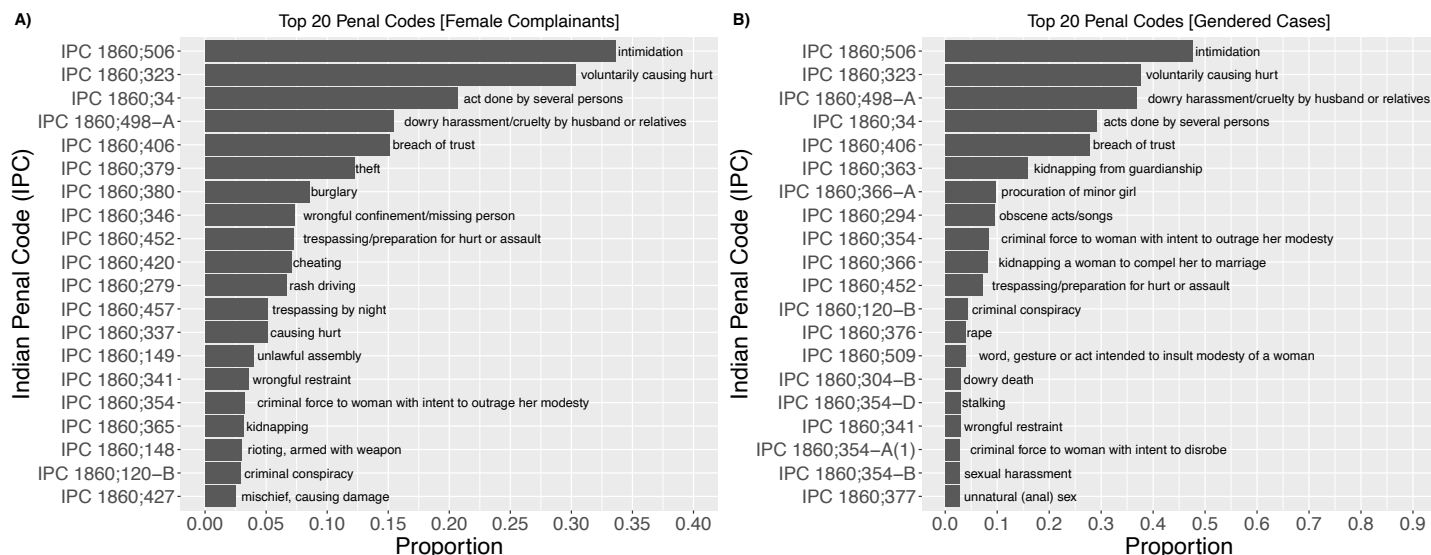 A)
Top 20 Penal Codes [Female Complainants]
Indian Penal Code (IPC)
IPC 1860;506 intimidation
IPC 1860;323 voluntarily causing hurt
IPC 1860;34 act done by several persons
IPC 1860;498−A dowry harassment/cruelty by husband or relatives
IPC 1860;406 breach of trust
IPC 1860;379 theft
IPC 1860;380 burglary
IPC 1860;346 wrongful confinement/missing person
IPC 1860;452 trespassing/preparation for hurt or assault
IPC 1860;420 cheating
IPC 1860;279 rash driving
IPC 1860;457 trespassing by night
IPC 1860;337 causing hurt
IPC 1860;149 unlawful assembly
IPC 1860;341 wrongful restraint
IPC 1860;354 criminal force to woman with intent to outrage her modesty
IPC 1860;365 kidnapping
IPC 1860;148 rioting, armed with weapon
IPC 1860;120−B criminal conspiracy
IPC 1860;427 mischief, causing damage
0.00 0.05 0.10 0.15 0.20 0.25 0.30 0.35 0.40
Proportion
B)
Top 20 Penal Codes [Gendered Cases]
Indian Penal Code (IPC)
IPC 1860;506 intimidation
IPC 1860;323 voluntarily causing hurt
IPC 1860;498−A dowry harassment/cruelty by husband or relatives
IPC 1860;34 acts done by several persons
IPC 1860;406 breach of trust
IPC 1860;363 kidnapping from guardianship
IPC 1860;366−A procuration of minor girl
IPC 1860;294 obscene acts/songs
IPC 1860;354 criminal force to woman with intent to outrage her modesty
IPC 1860;366 kidnapping a woman to compel her to marriage
IPC 1860;452 trespassing/preparation for hurt or assault
IPC 1860;120−B criminal conspiracy
IPC 1860;376 rape
IPC 1860;509 word, gesture or act intended to insult modesty of a woman
IPC 1860;304−B dowry death
IPC 1860;354−D stalking
IPC 1860;341 wrongful restraint
IPC 1860;354−A(1) criminal force to woman with intent to disrobe
IPC 1860;354−B sexual harassment
IPC 1860;377 unnatural (anal) sex
0.0 0.1 0.2 0.3 0.4 0.5 0.6 0.7 0.8 0.9
Proportion